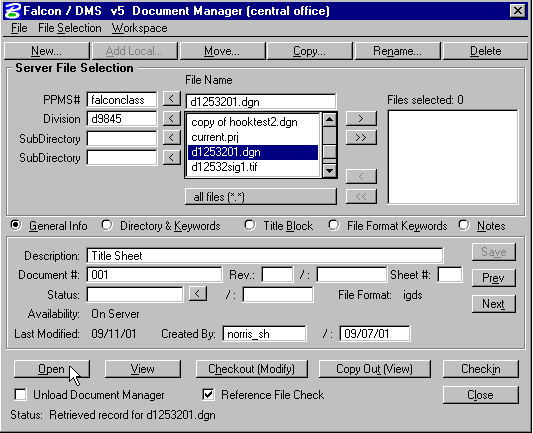 Falcon / DMS v5 Document Manager (central office)
File File Selection Workspace
New... Add Local... Move... Copy... Rename... Delete
Server File Selection
File Name
PPMS# falconclass < d1253201.dgn Files selected: 0
Division d9845 < copy of hooktest2.dgn >
SubDirectory < current.prj >>
SubDirectory < d1253201.dgn
d12532sig1.tif <
all files (*.*) <<
General Info Directory & Keywords Title Block File Format Keywords Notes
Description: Title Sheet Save
Document #: 001 Rev.: / : Sheet #: Prev
Status: < / : File Format: igds Next
Availability: On Server
Last Modified: 09/11/01 Created By: norris_sh / : 09/07/01
Open View Checkout (Modify) Copy Out (View) Checkin
Unload Document Manager Reference File Check Close
Status: Retrieved record for d1253201.dgn